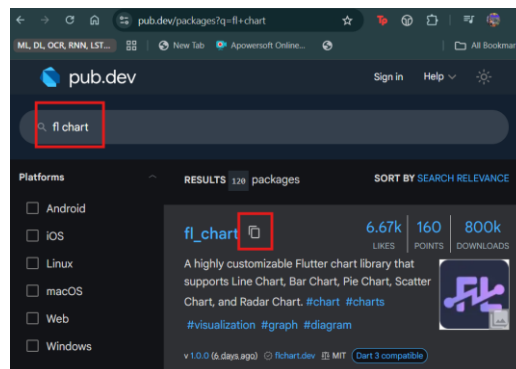 pub.dev/packages?q=fl+chart
ML, DL, OCR, RNN, LST...
New Tab
Apowersoft Online...
All Bookmar
pub.dev
Sign in
Help
fl chart
Platforms
Android
iOS
Linux
macOS
Web
Windows
RESULTS 120 packages
SORT BY SEARCH RELEVANCE
fl_chart
6.67k
LIKES
160
POINTS
800k
DOWNLOADS
A highly customizable Flutter chart library that
supports Line Chart, Bar Chart, Pie Chart, Scatter
Chart, and Radar Chart. #chart #charts
#visualization #graph #diagram
v 1.0.0 (6 days ago) flchart.dev MIT Dart 3 compatible